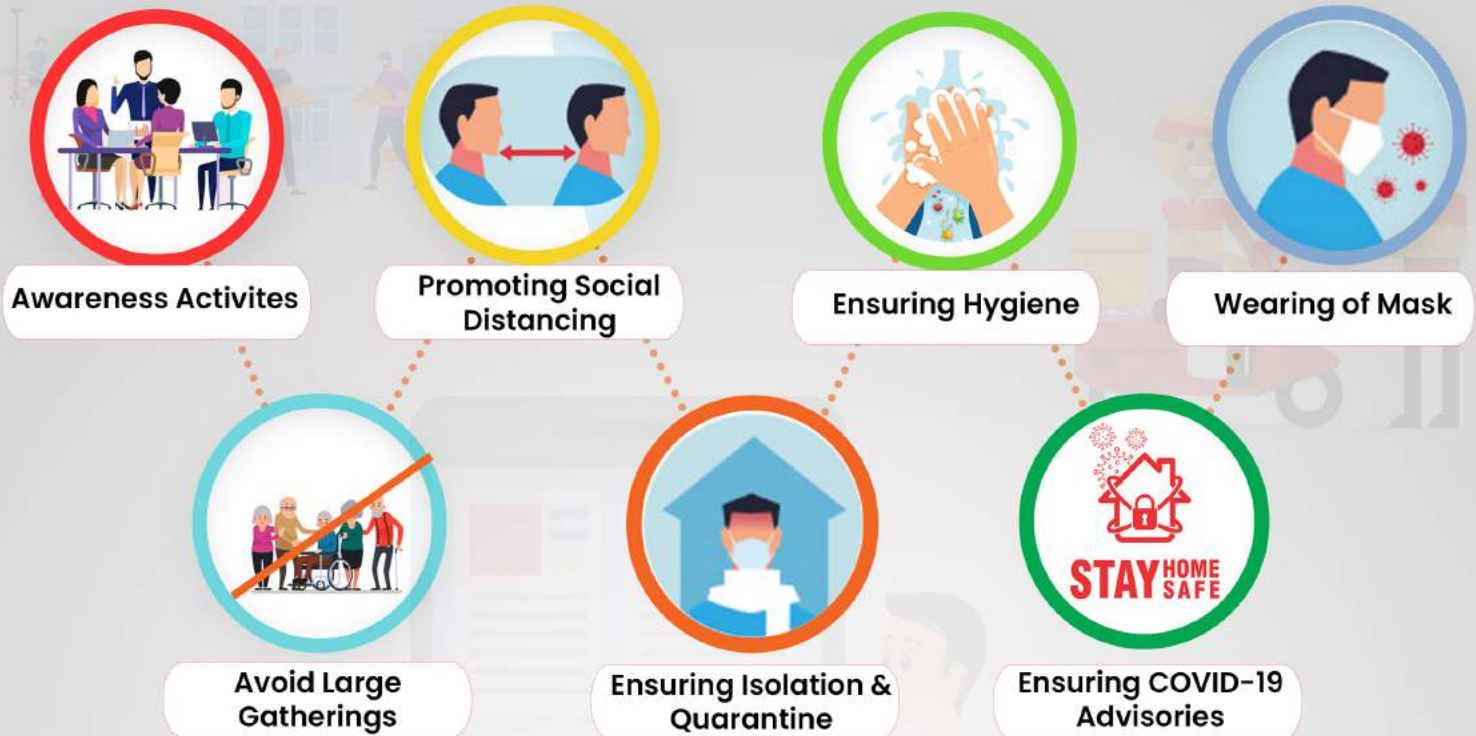 Awareness Activites
Promoting Social
Distancing
Ensuring Hygiene
Wearing of Mask
STAY HOME
SAFE
Avoid Large
Gatherings
Ensuring Isolation &
Quarantine
Ensuring COVID-19
Advisories